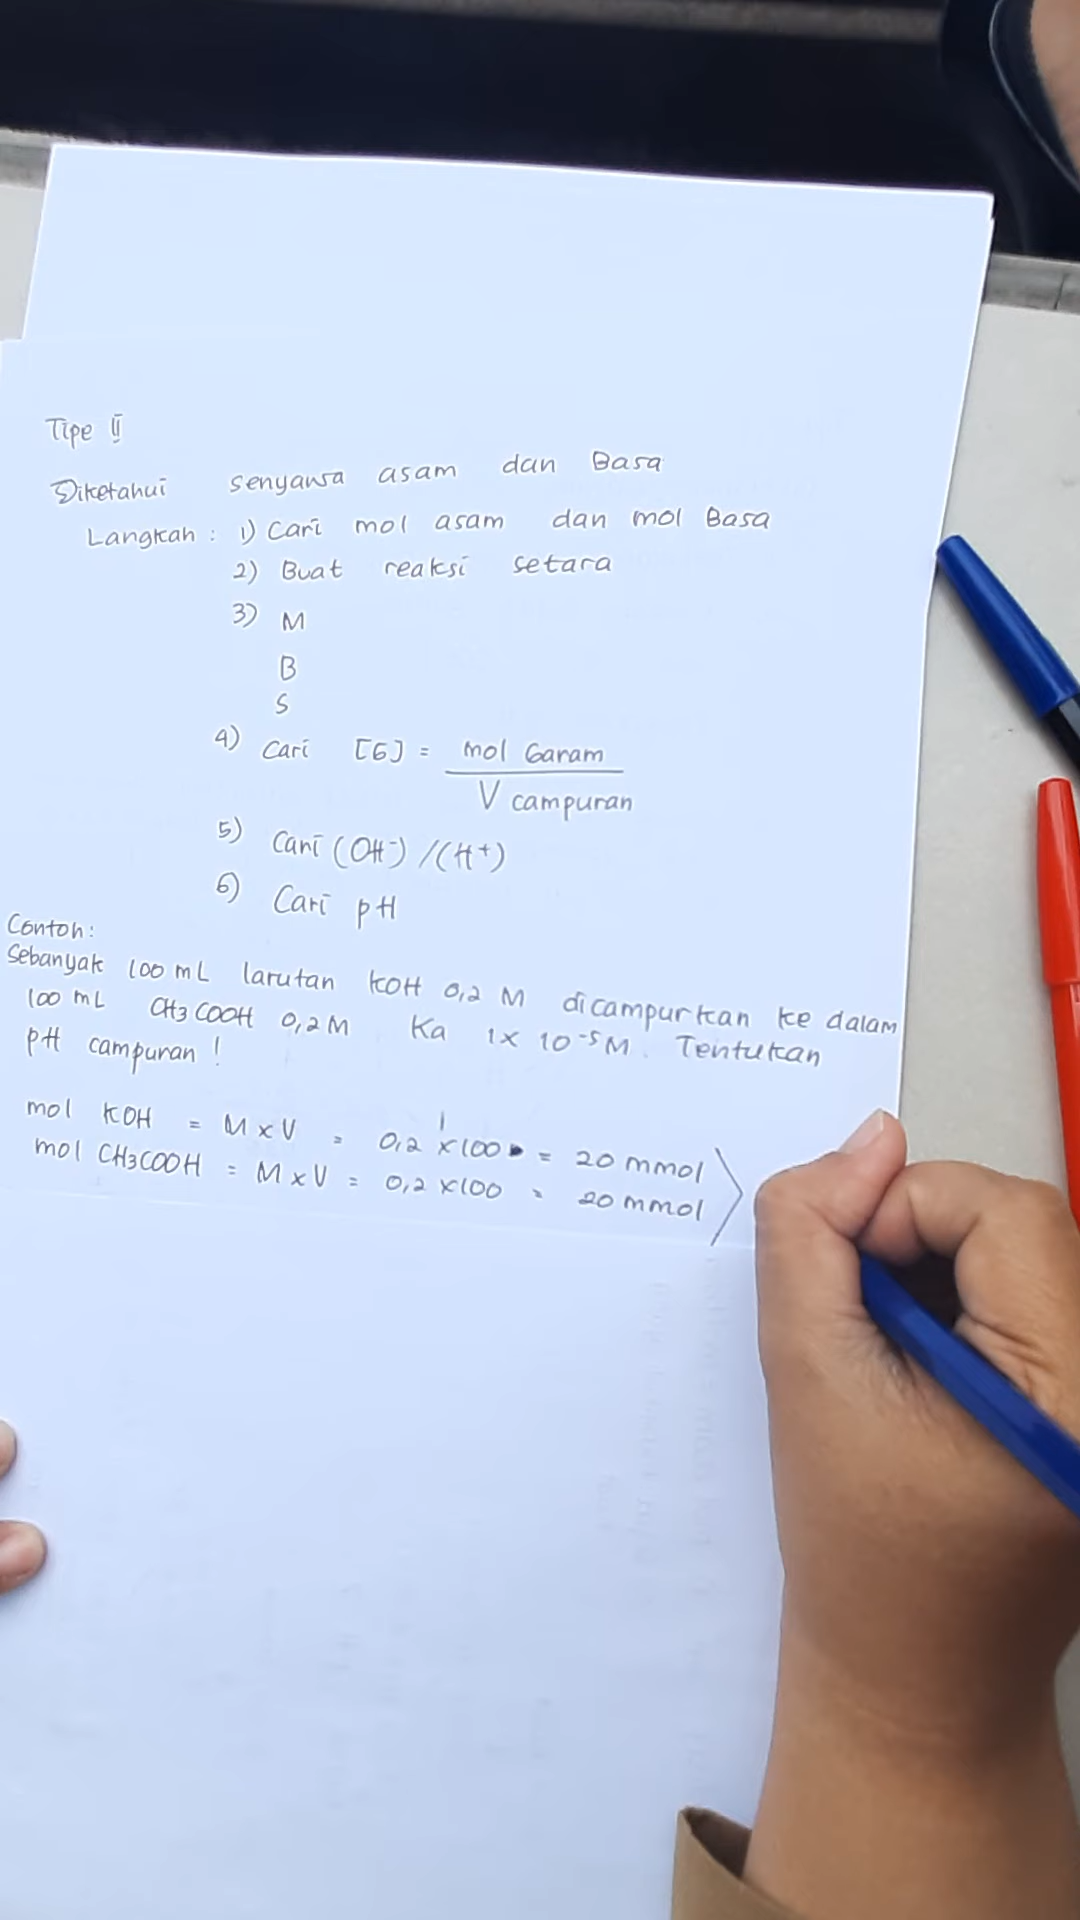 Tipe II
Diketahui senyawa asam dan Basa
Langkah : 1) Cari mol asam dan mol Basa
2) Buat reaksi setara
3) M
B
S
4) Cari [G] = mol Garam
V campuran
5) Cari (OH⁻) /(H⁺)
6) Cari pH
Contoh:
Sebanyak 100 mL larutan KOH 0,2 M dicampurkan ke dalam
100 mL CH₃COOH 0,2 M Ka 1 x 10⁻⁵ M. Tentukan
pH campuran !
mol KOH = M x V = 0,2 x 100 = 20 mmol
mol CH₃COOH = M x V = 0,2 x 100 = 20 mmol